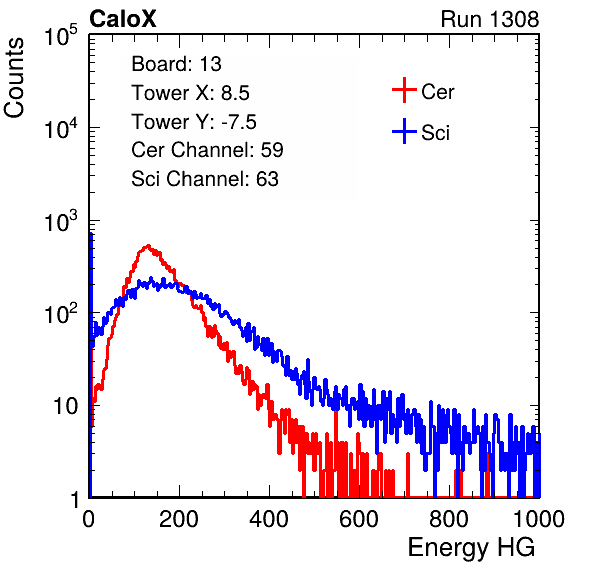 CaloX Run 1308
Counts
Board: 13
Tower X: 8.5
Tower Y: -7.5
Cer Channel: 59
Sci Channel: 63
Cer
Sci
10^5
10^4
10^3
10^2
10
1
0 200 400 600 800 1000
Energy HG